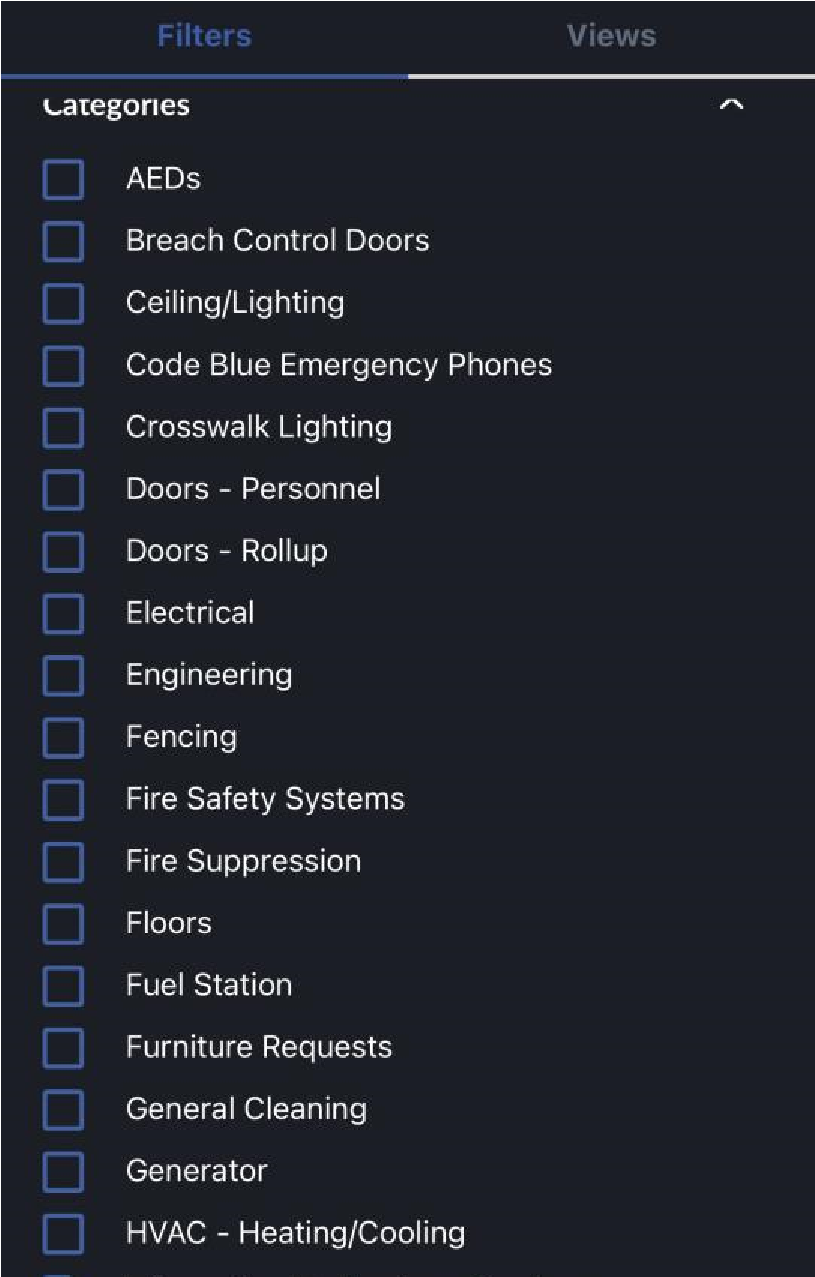 Filters
Views
Categories
AEDs
Breach Control Doors
Ceiling/Lighting
Code Blue Emergency Phones
Crosswalk Lighting
Doors - Personnel
Doors - Rollup
Electrical
Engineering
Fencing
Fire Safety Systems
Fire Suppression
Floors
Fuel Station
Furniture Requests
General Cleaning
Generator
HVAC - Heating/Cooling